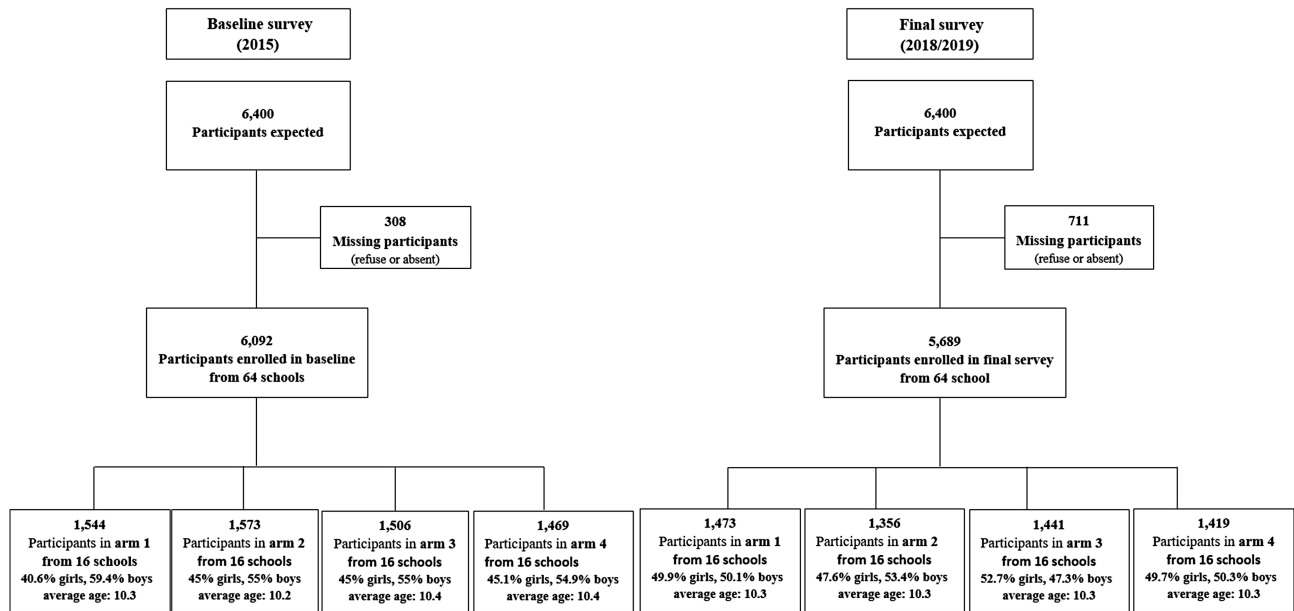 Baseline survey
(2015)
6,400
Participants expected
308
Missing participants
(refuse or absent)
6,092
Participants enrolled in baseline
from 64 schools
1,544
Participants in arm 1
from 16 schools
40.6% girls, 59.4% boys
average age: 10.3
1,573
Participants in arm 2
from 16 schools
45% girls, 55% boys
average age: 10.2
1,506
Participants in arm 3
from 16 schools
45% girls, 55% boys
average age: 10.4
1,469
Participants in arm 4
from 16 schools
45.1% girls, 54.9% boys
average age: 10.4
Final survey
(2018/2019)
6,400
Participants expected
711
Missing participants
(refuse or absent)
5,689
Participants enrolled in final servey
from 64 school
1,473
Participants in arm 1
from 16 schools
49.9% girls, 50.1% boys
average age: 10.3
1,356
Participants in arm 2
from 16 schools
47.6% girls, 53.4% boys
average age: 10.3
1,441
Participants in arm 3
from 16 schools
52.7% girls, 47.3% boys
average age: 10.3
1,419
Participants in arm 4
from 16 schools
49.7% girls, 50.3% boys
average age: 10.3